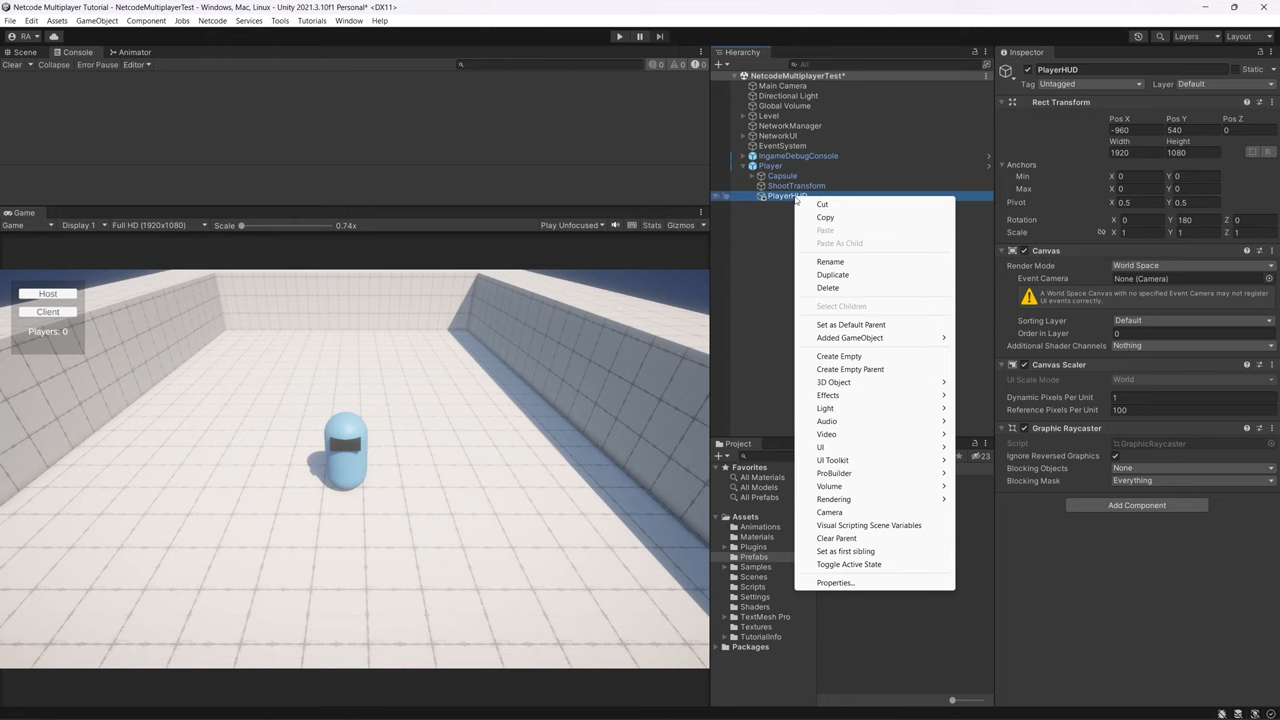 Netcode Multiplayer Tutorial - NetcodeMultiplayerTest - Windows, Mac, Linux - Unity 2021.3.10f1 Personal* <DX11>
File Edit Assets GameObject Component Jobs Netcode Services Tools Tutorials Window Help
RA Layers Layout
Scene Console Animator
Clear Collapse Error Pause Editor 0 0 0
Game
Game Display 1 Full HD (1920x1080) Scale 0.74x Play Unfocused Stats Gizmos
Host
Client
Players: 0
Hierarchy
All
NetcodeMultiplayerTest*
Main Camera
Directional Light
Global Volume
Level
NetworkManager
NetworkUI
EventSystem
IngameDebugConsole
Player
Capsule
ShootTransform
PlayerHUD
Cut
Copy
Paste
Paste As Child
Rename
Duplicate
Delete
Select Children
Set as Default Parent
Added GameObject
Create Empty
Create Empty Parent
3D Object
Effects
Light
Audio
Video
UI
UI Toolkit
ProBuilder
Volume
Rendering
Camera
Visual Scripting Scene Variables
Clear Parent
Set as first sibling
Toggle Active State
Properties...
Project
23
Favorites
All Materials
All Models
All Prefabs
Assets
Animations
Materials
Plugins
Prefabs
Samples
Scenes
Scripts
Settings
Shaders
TextMesh Pro
Textures
TutorialInfo
Packages
Inspector
PlayerHUD Static
Tag Untagged Layer Default
Rect Transform
Pos X Pos Y Pos Z
-960 540 0
Width Height
1920 1080 R
Anchors
Min X 0 Y 0
Max X 0 Y 0
Pivot X 0.5 Y 0.5
Rotation X 0 Y 180 Z 0
Scale X 1 Y 1 Z 1
Canvas
Render Mode World Space
Event Camera None (Camera)
A World Space Canvas with no specified Event Camera may not register
UI events correctly.
Sorting Layer Default
Order in Layer 0
Additional Shader Channels Nothing
Canvas Scaler
UI Scale Mode World
Dynamic Pixels Per Unit 1
Reference Pixels Per Unit 100
Graphic Raycaster
Script GraphicRaycaster
Ignore Reversed Graphics
Blocking Objects None
Blocking Mask Everything
Add Component